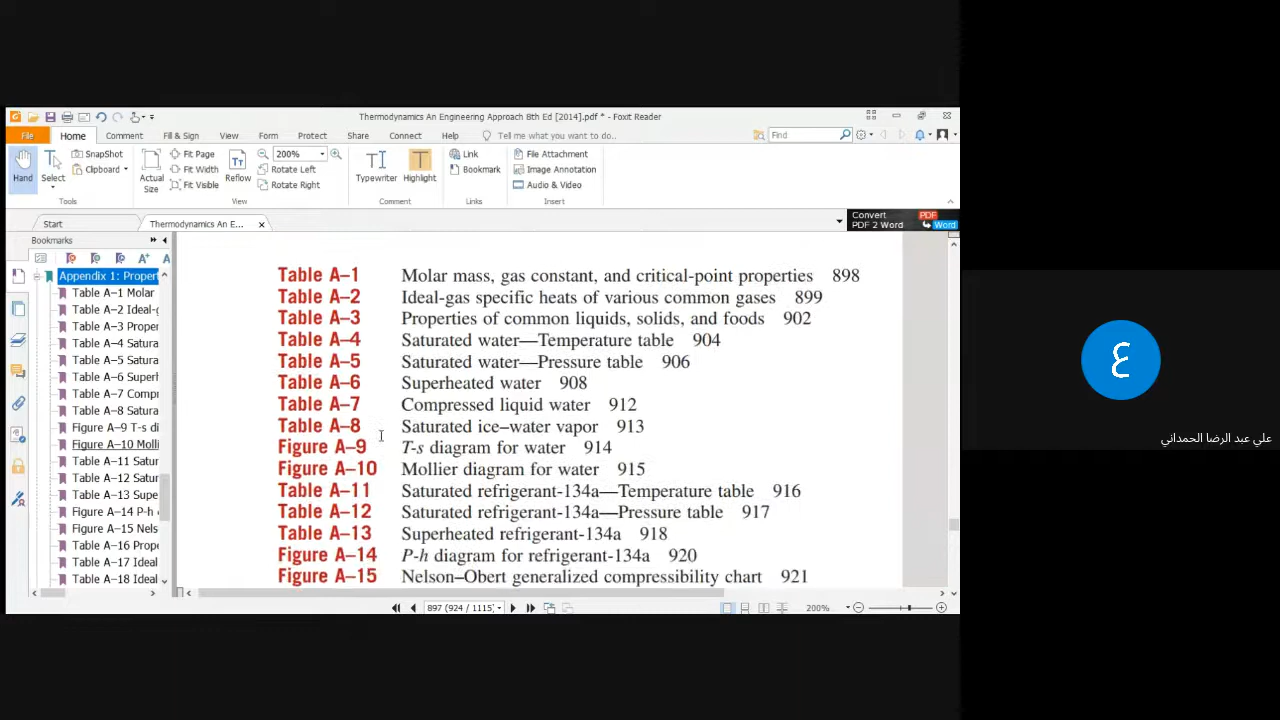 Thermodynamics An Engineering Approach 8th Ed [2014].pdf * - Foxit Reader
File Home Comment Fill & Sign View Form Protect Share Connect Help Tell me what you want to do.. Find
Hand
Select
SnapShot
Clipboard
Actual Size
Fit Page
Fit Width
Fit Visible
Reflow
200%
Rotate Left
Rotate Right
Typewriter
Highlight
Link
Bookmark
File Attachment
Image Annotation
Audio & Video
Tools View Comment Links Insert
Start Thermodynamics An E...
Convert PDF
PDF 2 Word Word
Bookmarks
Appendix 1: Propert
Table A-1 Molar
Table A-2 Ideal-g
Table A-3 Proper
Table A-4 Satura
Table A-5 Satura
Table A-6 Superh
Table A-7 Compr
Table A-8 Satura
Figure A-9 T-s di
Figure A-10 Molli
Table A-11 Satur
Table A-12 Satur
Table A-13 Supe
Figure A-14 P-h d
Figure A-15 Nels
Table A-16 Prope
Table A-17 Ideal
Table A-18 Ideal
Table A–1 Molar mass, gas constant, and critical-point properties 898
Table A–2 Ideal-gas specific heats of various common gases 899
Table A–3 Properties of common liquids, solids, and foods 902
Table A–4 Saturated water—Temperature table 904
Table A–5 Saturated water—Pressure table 906
Table A–6 Superheated water 908
Table A–7 Compressed liquid water 912
Table A–8 Saturated ice–water vapor 913
Figure A–9 T-s diagram for water 914
Figure A–10 Mollier diagram for water 915
Table A–11 Saturated refrigerant-134a—Temperature table 916
Table A–12 Saturated refrigerant-134a—Pressure table 917
Table A–13 Superheated refrigerant-134a 918
Figure A–14 P-h diagram for refrigerant-134a 920
Figure A–15 Nelson–Obert generalized compressibility chart 921
897 (924 / 1115)
200%
ع
علي عبد الرضا الحمداني